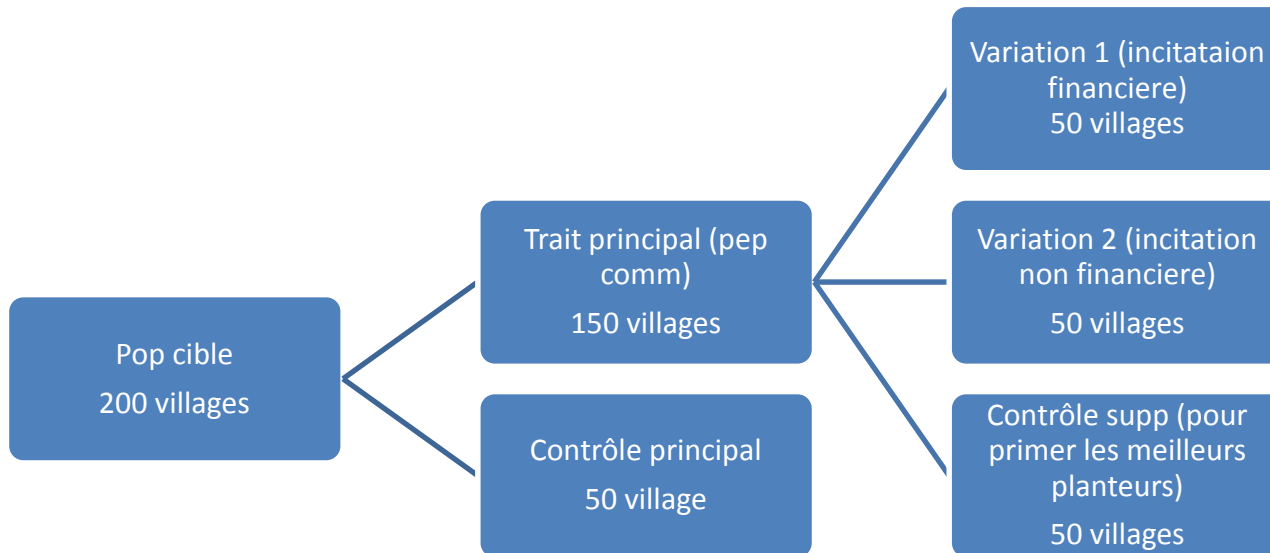 Pop cible
200 villages
Trait principal (pep
comm)
150 villages
Contrôle principal
50 village
Variation 1 (incitataion
financiere)
50 villages
Variation 2 (incitation
non financiere)
50 villages
Contrôle supp (pour
primer les meilleurs
planteurs)
50 villages